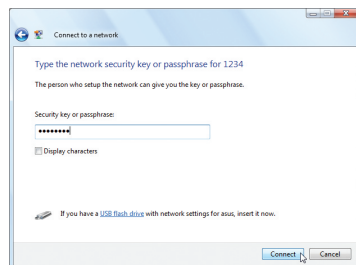 Connect to a network
Type the network security key or passphrase for 1234
The person who setup the network can give you the key or passphrase.
Security key or passphrase:
••••••••
Display characters
If you have a USB flash drive with network settings for asus, insert it now.
Connect Cancel